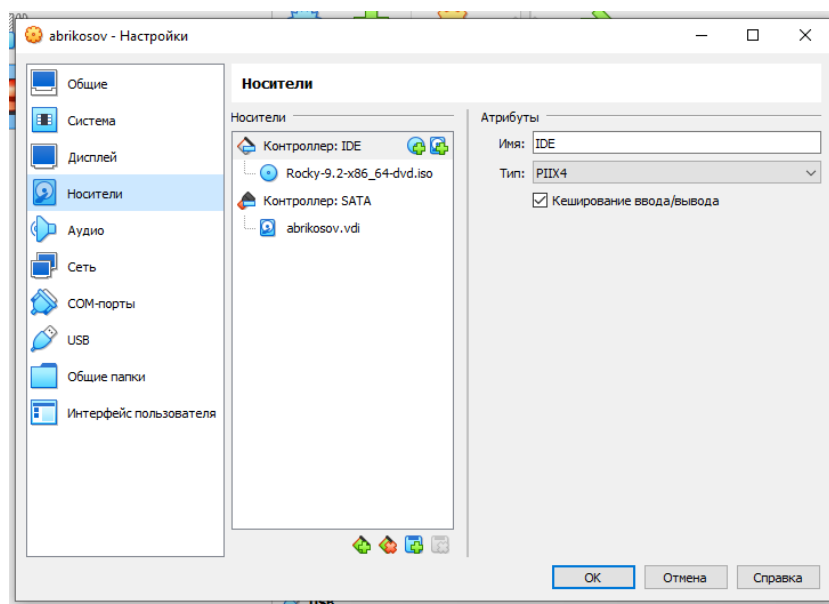 abrikosov - Настройки
Общие
Система
Дисплей
Носители
Аудио
Сеть
COM-порты
USB
Общие папки
Интерфейс пользователя
Носители
Носители
Контроллер: IDE
Rocky-9.2-x86_64-dvd.iso
Контроллер: SATA
abrikosov.vdi
Атрибуты
Имя: IDE
Тип: PIIX4
Кеширование ввода/вывода
OK Отмена Справка
USB